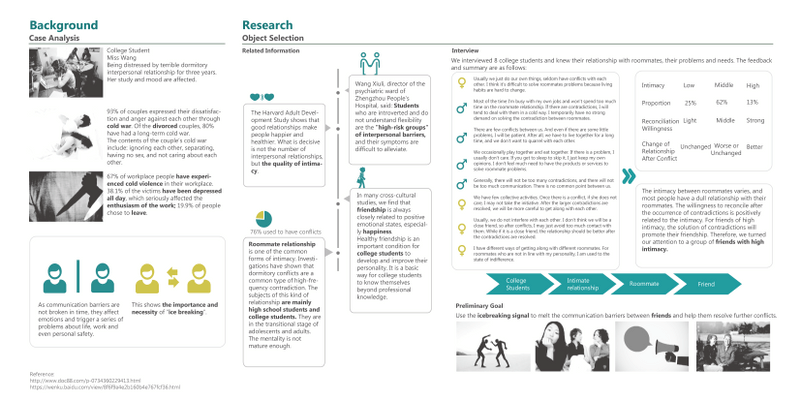 Background
Case Analysis
College Student
Miss Wang
Being distressed by terrible dormitory
interpersonal relationship for three years.
Her study and mood are affected.
93% of couples expressed their dissatisfac-
tion and anger against each other through
cold war. Of the divorced couples, 80%
have had a long-term cold war.
The contents of the couple's cold war
include: ignoring each other, separating,
having no sex, and not caring about each
other.
67% of workplace people have experi-
enced cold violence in their workplace.
38.1% of the victims have been depressed
all day, which seriously affected the
enthusiasm of the work; 19.9% of people
chose to leave.
As communication barriers are
not broken in time, they affect
emotions and trigger a series of
problems about life, work and
even personal safety.
This shows the importance and
necessity of "ice breaking".
Reference:
Research
Object Selection
Related Information
The Harvard Adult Devel-
opment Study shows that
good relationships make
people happier and
healthier. What is decisive
is not the number of
interpersonal relationships,
but the quality of intima-
cy.
Wang Xiuli, director of the
psychiatric ward of
Zhengzhou People's
Hospital, said: Students
who are introverted and do
not understand flexibility
are the "high-risk groups"
of interpersonal barriers,
and their symptoms are
difficult to alleviate.
76% used to have conflicts
Roommate relationship
is one of the common
forms of intimacy. Investi-
gations have shown that
dormitory conflicts are a
common type of high-fre-
quency contradiction. The
subjects of this kind of
relationship are mainly
high school students and
college students. They are
in the transitional stage of
adolescents and adults.
The mentality is not
mature enough.
In many cross-cultural
studies, we find that
friendship is always
closely related to positive
emotional states, especial-
ly happiness.
Healthy friendship is an
important condition for
college students to
develop and improve their
personality. It is a basic
way for college students
to know themselves
beyond professional
knowledge.
Interview
We interviewed 8 college students and knew their relationship with roommates, their problems and needs. The feedback
and summary are as follows:
Usually we just do our own things, seldom have conflicts with each
other. I think it's difficult to solve roommates problems because living
habits are hard to change.
Most of the time I'm busy with my own jobs and won't spend too much
time on the roommate relationship. If there are contradictions, I will
tend to deal with them in a cold way. I temporarily have no strong
demand on solving the contradiction between roommates.
There are few conflicts between us. And even if there are some little
problems, I will be patient. After all, we have to live together for a long
time, and we don't want to quarrel with each other.
We occasionally play together and eat together. If there is a problem, I
usually don't care. If you get to sleep to skip it, I just keep my own
opinions. I don't feel much need to have the products or services to
solve roommate problems.
Generally, there will not be too many contradictions, and there will not
be too much communication. There is no common point between us.
We have few collective activities. Once there is a conflict, if she does not
care, I may not take the initiative. After the larger contradictions are
resolved, we will be more careful to get along with each other.
Usually, we do not interfere with each other. I don't think we will be a
close friend, so after conflicts, I may just avoid too much contact with
them. While if it is a close friend, the relationship should be better after
the contradictions are resolved.
I have different ways of getting along with different roommates. For
roommates who are not in line with my personality, I am used to the
state of indifference.
Intimacy Low Middle High
Proportion 25% 62% 13%
Reconciliation Light Middle Strong
Willingness
Change of Unchanged Worse or Better
Relationship Unchanged
After Conflict
The intimacy between roommates varies, and
most people have a dull relationship with their
roommates. The willingness to reconcile after
the occurrence of contradictions is positively
related to the intimacy. For friends of high
intimacy, the solution of contradictions will
promote their friendship. Therefore, we turned
our attention to a group of friends with high
intimacy.
College
Students
Intimate
relationship
Roommate
Friend
Preliminary Goal
Use the icebreaking signal to melt the communication barriers between friends and help them resolve further conflicts.